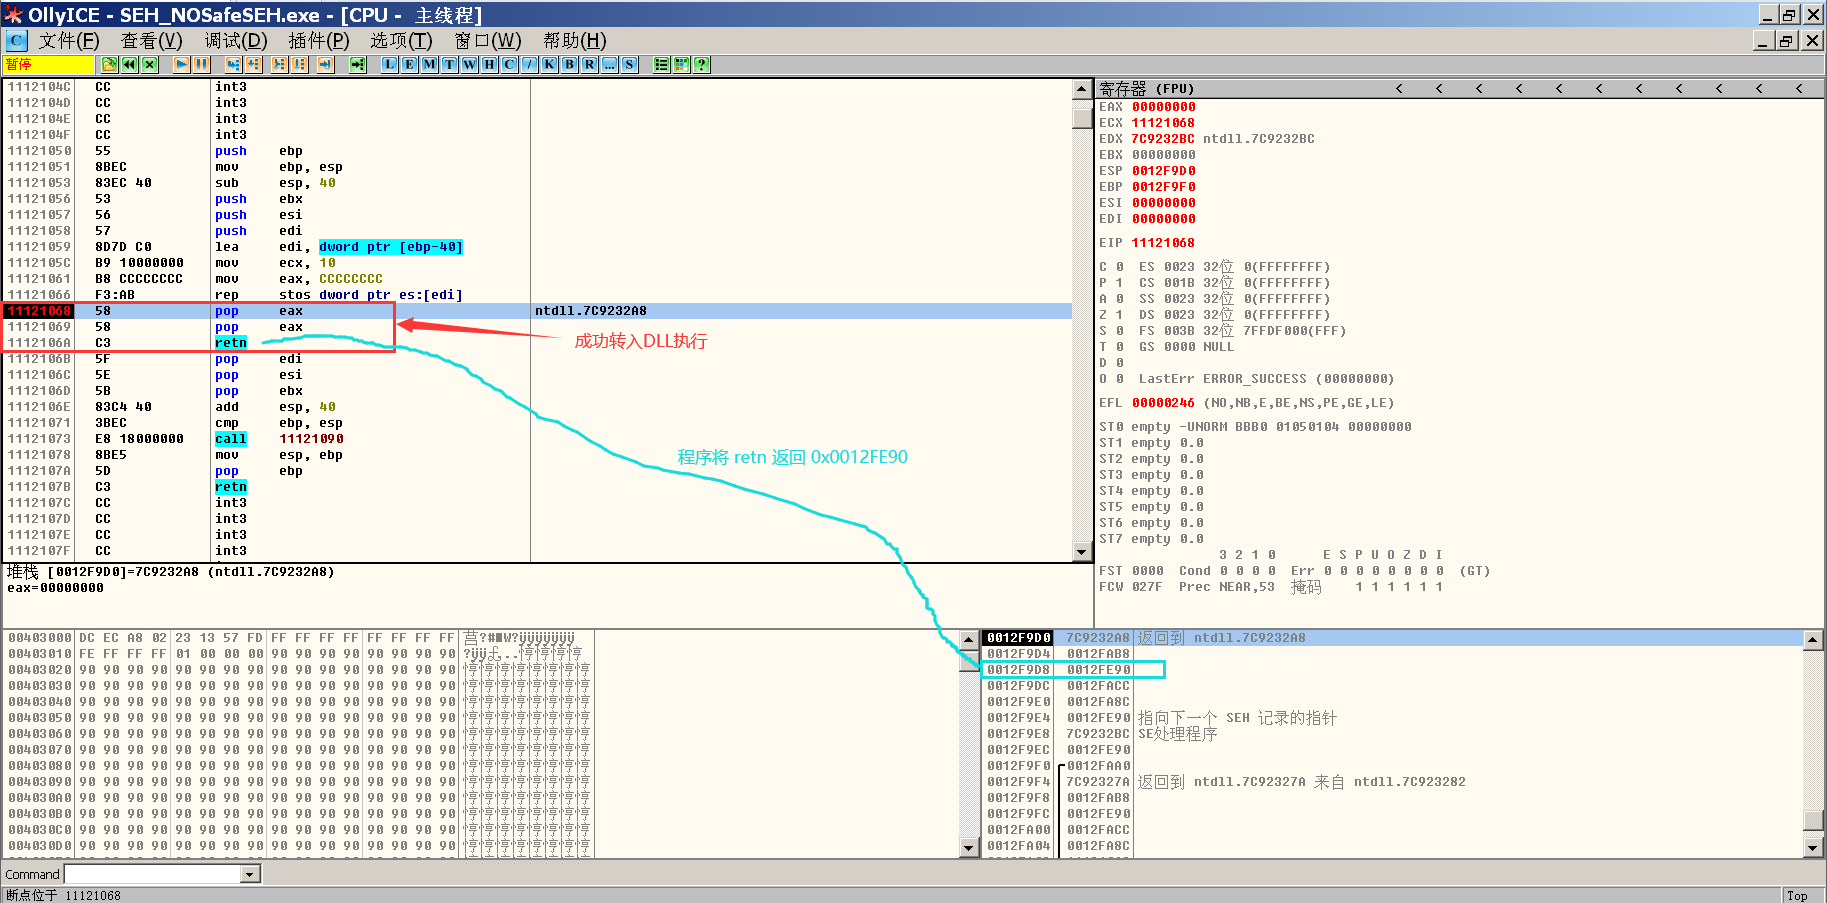 OllyICE - SEH_NOSafeSEH.exe - [CPU - 主线程]
C 文件(F) 查看(V) 调试(D) 插件(P) 选项(T) 窗口(W) 帮助(H)
暂停 L E M T W H C / K B R ... S ?
1112104C CC int3
1112104D CC int3
1112104E CC int3
1112104F CC int3
11121050 55 push ebp
11121051 8BEC mov ebp, esp
11121053 83EC 40 sub esp, 40
11121056 53 push ebx
11121057 56 push esi
11121058 57 push edi
11121059 8D7D C0 lea edi, dword ptr [ebp-40]
1112105C B9 10000000 mov ecx, 10
11121061 B8 CCCCCCCC mov eax, CCCCCCCC
11121066 F3:AB rep stos dword ptr es:[edi]
11121068 58 pop eax ntdll.7C9232A8
11121069 58 pop eax
1112106A C3 retn
1112106B 5F pop edi
1112106C 5E pop esi
1112106D 5B pop ebx
1112106E 83C4 40 add esp, 40
11121071 3BEC cmp ebp, esp
11121073 E8 18000000 call 11121090
11121078 8BE5 mov esp, ebp
1112107A 5D pop ebp
1112107B C3 retn
1112107C CC int3
1112107D CC int3
1112107E CC int3
1112107F CC int3
成功转入DLL执行
程序将 retn 返回 0x0012FE90
堆栈 [0012F9D0]=7C9232A8 (ntdll.7C9232A8)
eax=00000000
寄存器 (FPU) < < < < < < < < < < <
EAX 00000000
ECX 11121068
EDX 7C9232BC ntdll.7C9232BC
EBX 00000000
ESP 0012F9D0
EBP 0012F9F0
ESI 00000000
EDI 00000000
EIP 11121068
C 0 ES 0023 32位 0(FFFFFFFF)
P 1 CS 001B 32位 0(FFFFFFFF)
A 0 SS 0023 32位 0(FFFFFFFF)
Z 1 DS 0023 32位 0(FFFFFFFF)
S 0 FS 003B 32位 7FFDF000(FFF)
T 0 GS 0000 NULL
D 0
O 0 LastErr ERROR_SUCCESS (00000000)
EFL 00000246 (NO,NB,E,BE,NS,PE,GE,LE)
ST0 empty -UNORM BBB0 01050104 00000000
ST1 empty 0.0
ST2 empty 0.0
ST3 empty 0.0
ST4 empty 0.0
ST5 empty 0.0
ST6 empty 0.0
ST7 empty 0.0
3 2 1 0 E S P U O Z D I
FST 0000 Cond 0 0 0 0 Err 0 0 0 0 0 0 0 0 (GT)
FCW 027F Prec NEAR,53 掩码 1 1 1 1 1 1
00403000 DC EC A8 02 23 13 57 FD FF FF FF FF FF FF FF FF
00403010 FE FF FF FF 01 00 00 00 90 90 90 90 90 90 90 90
00403020 90 90 90 90 90 90 90 90 90 90 90 90 90 90 90 90
00403030 90 90 90 90 90 90 90 90 90 90 90 90 90 90 90 90
00403040 90 90 90 90 90 90 90 90 90 90 90 90 90 90 90 90
00403050 90 90 90 90 90 90 90 90 90 90 90 90 90 90 90 90
00403060 90 90 90 90 90 90 90 90 90 90 90 90 90 90 90 90
00403070 90 90 90 90 90 90 90 90 90 90 90 90 90 90 90 90
00403080 90 90 90 90 90 90 90 90 90 90 90 90 90 90 90 90
00403090 90 90 90 90 90 90 90 90 90 90 90 90 90 90 90 90
004030A0 90 90 90 90 90 90 90 90 90 90 90 90 90 90 90 90
004030B0 90 90 90 90 90 90 90 90 90 90 90 90 90 90 90 90
004030C0 90 90 90 90 90 90 90 90 90 90 90 90 90 90 90 90
004030D0 90 90 90 90 90 90 90 90 90 90 90 90 90 90 90 90
0012F9D0 7C9232A8 返回到 ntdll.7C9232A8
0012F9D4 0012FAB8
0012F9D8 0012FE90
0012F9DC 0012FACC
0012F9E0 0012FA8C
0012F9E4 0012FE90 指向下一个 SEH 记录的指针
0012F9E8 7C9232BC SE处理程序
0012F9EC 0012FE90
0012F9F0 0012FAA0
0012F9F4 7C92327A 返回到 ntdll.7C92327A 来自 ntdll.7C923282
0012F9F8 0012FAB8
0012F9FC 0012FE90
0012FA00 0012FACC
0012FA04 0012FA8C
Command
断点位于 11121068 Top